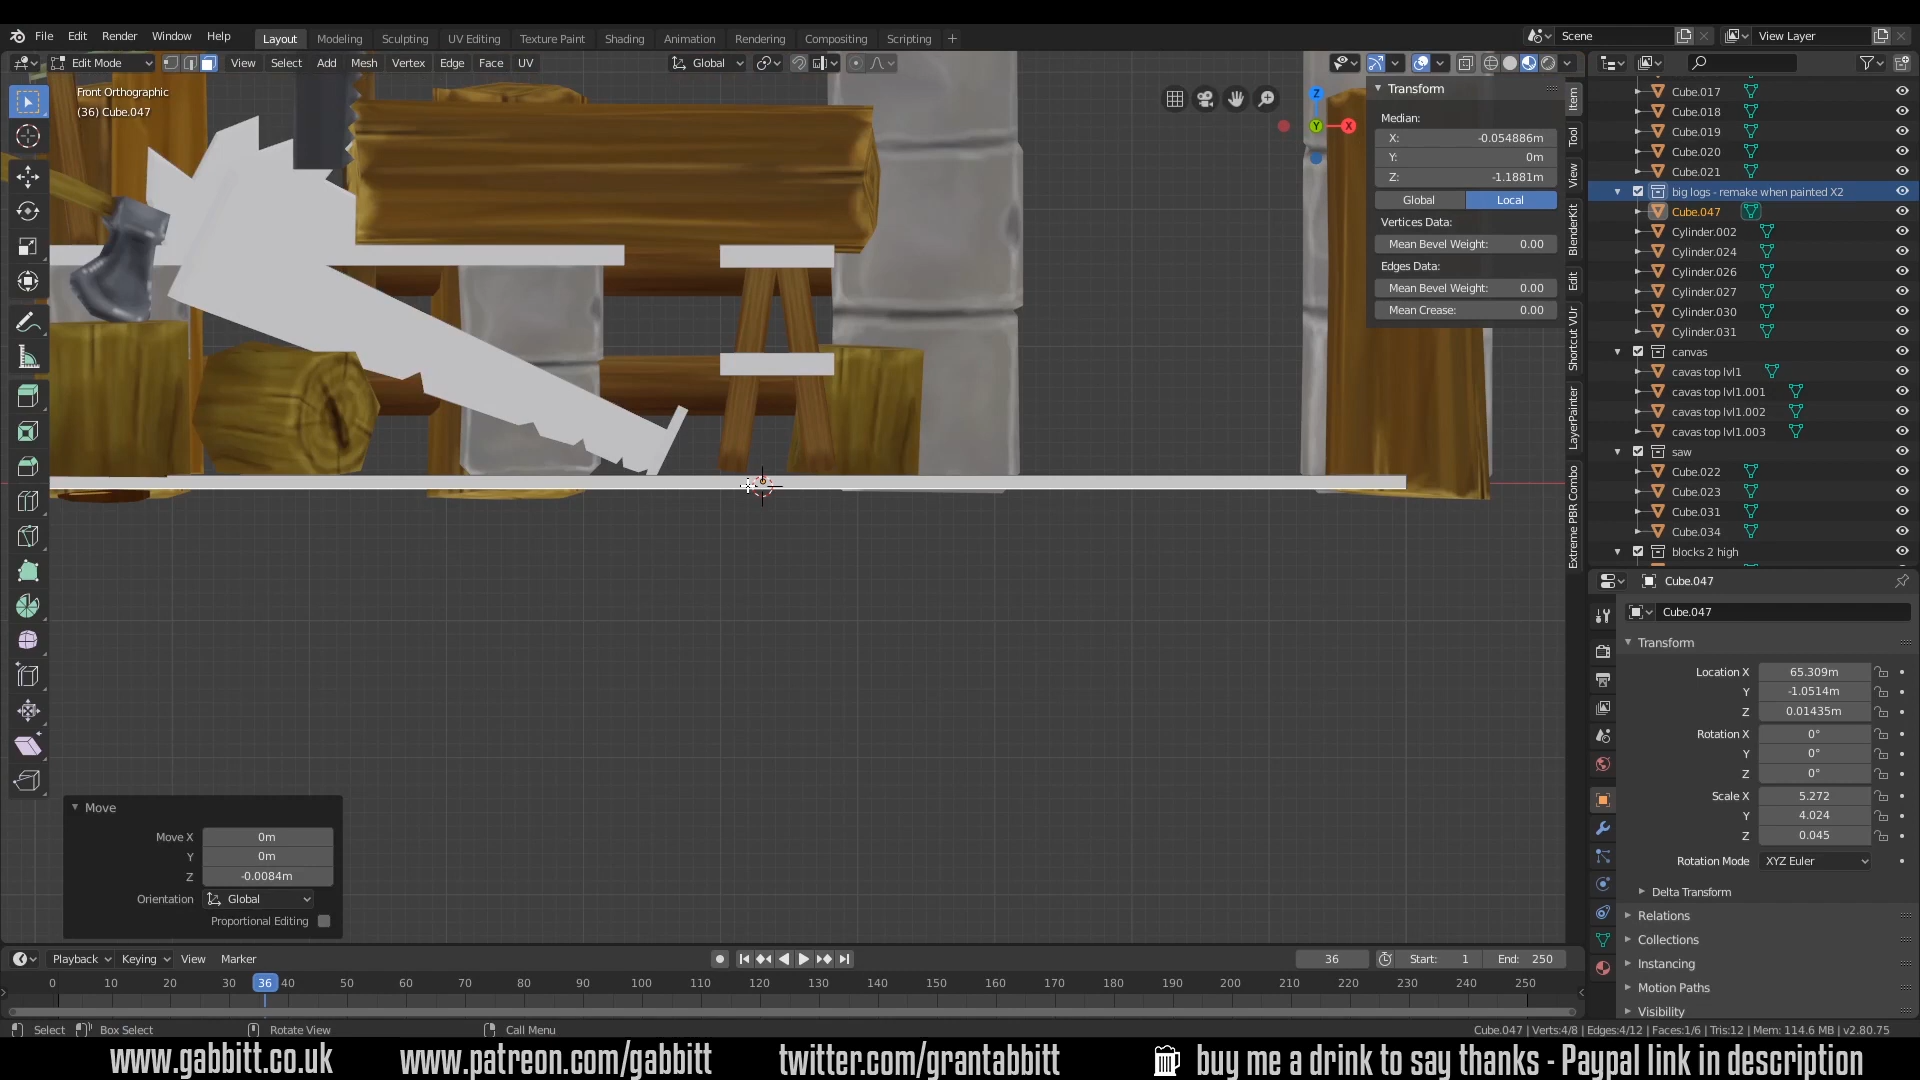 File Edit Render Window Help
Layout Modeling Sculpting UV Editing Texture Paint Shading Animation Rendering Compositing Scripting +
Scene
View Layer
Edit Mode View Select Add Mesh Vertex Edge Face UV
Global
Front Orthographic
(36) Cube.047
Z
Y
X
Transform
Median:
X: -0.054886m
Y: 0m
Z: -1.1881m
Global Local
Vertices Data:
Mean Bevel Weight: 0.00
Edges Data:
Mean Bevel Weight: 0.00
Mean Crease: 0.00
Item
Tool
View
BlenderKit
Edit
Shortcut VUr
LayerPainter
Extreme PBR Combo
Cube.017
Cube.018
Cube.019
Cube.020
Cube.021
big logs - remake when painted X2
Cube.047
Cylinder.002
Cylinder.024
Cylinder.026
Cylinder.027
Cylinder.030
Cylinder.031
canvas
cavas top lvl1
cavas top lvl1.001
cavas top lvl1.002
cavas top lvl1.003
saw
Cube.022
Cube.023
Cube.031
Cube.034
blocks 2 high
Cube.047
Cube.047
Transform
Location X 65.309m
Y -1.0514m
Z 0.01435m
Rotation X 0°
Y 0°
Z 0°
Scale X 5.272
Y 4.024
Z 0.045
Rotation Mode XYZ Euler
Delta Transform
Relations
Collections
Instancing
Motion Paths
Visibility
Move
Move X 0m
Y 0m
Z -0.0084m
Orientation Global
Proportional Editing
Playback Keying View Marker
36 Start: 1 End: 250
0 10 20 30 36 40 50 60 70 80 90 100 110 120 130 140 150 160 170 180 190 200 210 220 230 240 250
Select Box Select Rotate View Call Menu
Cube.047 | Verts:4/8 | Edges:4/12 | Faces:1/6 | Tris:12 | Mem: 114.6 MB | v2.80.75
www.gabbitt.co.uk www.patreon.com/gabbitt twitter.com/grantabbitt buy me a drink to say thanks - Paypal link in description